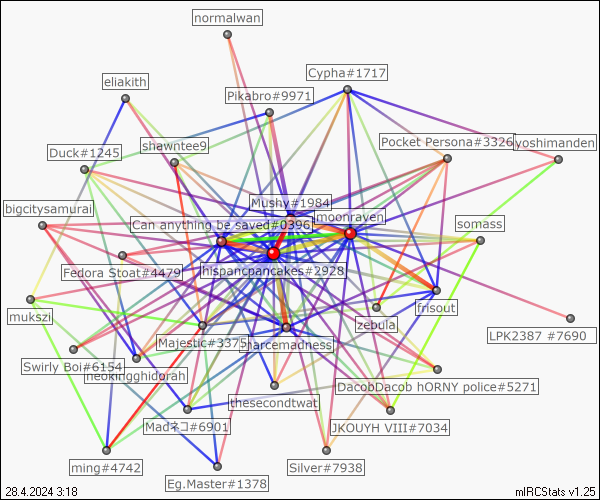 normalwan
Cypha#1717
eliakith
Pikabro#9971
shawntee9
Pocket Persona#3326
yoshimanden
Duck#1245
Mushy#1984
bigcitysamurai
moonraven
Can anything be saved#0396
somass
Fedora Stoat#4479
hispancpancakes#2928
mukszi
frisout
zebula
LPK2387 #7690
Majestic#3375
harcemadness
Swirly Boi#6154
neokingghidorah
DacobDacob hORNY police#5271
thesecondtwat
Madネコ#6901
JKOUYH VIII#7034
ming#4742
Silver#7938
Eg.Master#1378
28.4.2024 3:18
mIRCStats v1.25